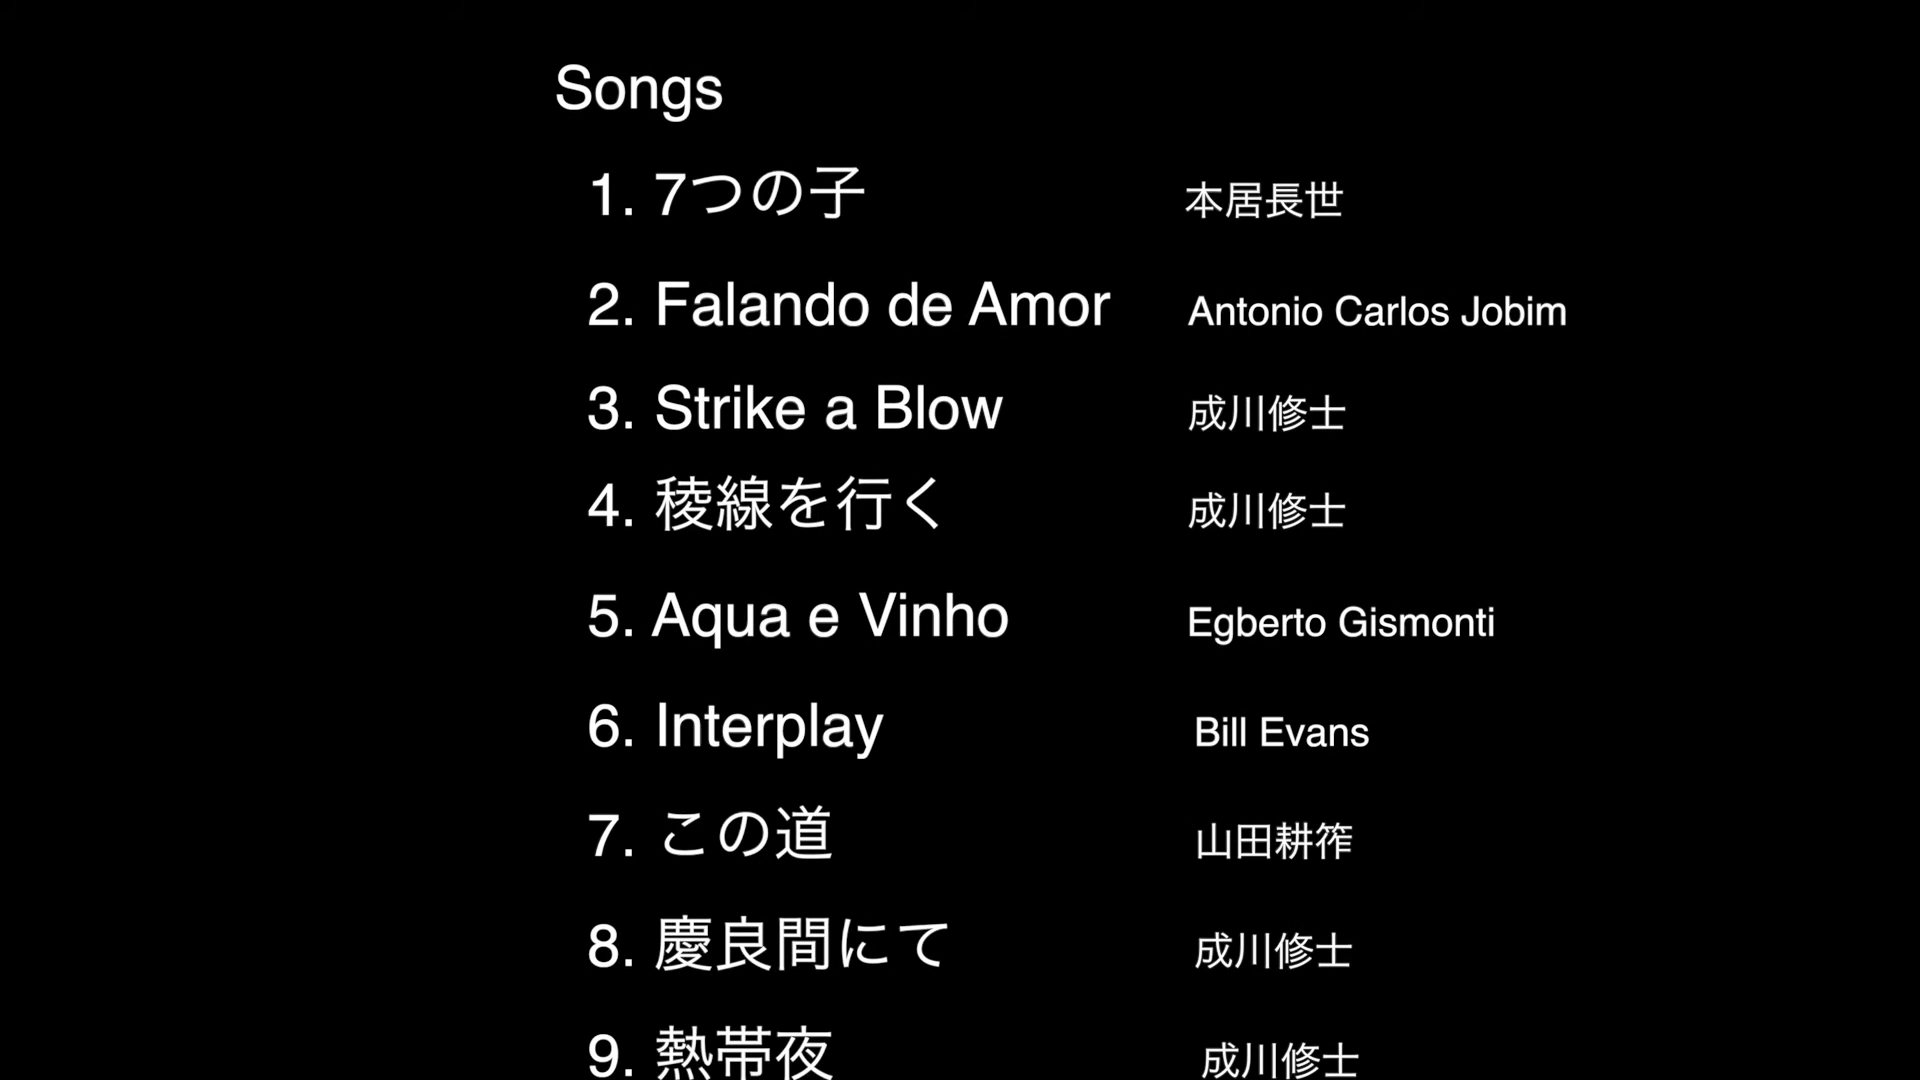 Songs
1. 7つの子 本居長世
2. Falando de Amor Antonio Carlos Jobim
3. Strike a Blow 成川修士
4. 稜線を行く 成川修士
5. Aqua e Vinho Egberto Gismonti
6. Interplay Bill Evans
7. この道 山田耕筰
8. 慶良間にて 成川修士
9. 熱帯夜 成川修士